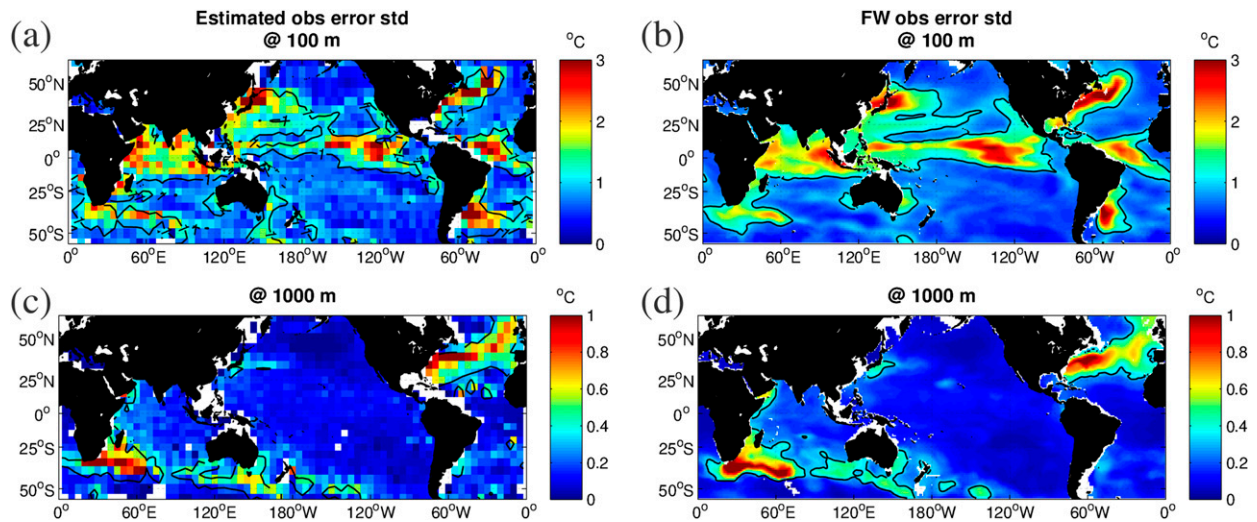 (a)
Estimated obs error std
@ 100 m
°C
50°N
25°N
0°
25°S
50°S
0°
60°E
120°E
180°W
120°W
60°W
0°
3
2
1
0
(b)
FW obs error std
@ 100 m
°C
50°N
25°N
0°
25°S
50°S
0°
60°E
120°E
180°W
120°W
60°W
0°
3
2
1
0
(c)
@ 1000 m
°C
50°N
25°N
0°
25°S
50°S
0°
60°E
120°E
180°W
120°W
60°W
0°
1
0.8
0.6
0.4
0.2
0
(d)
@ 1000 m
°C
50°N
25°N
0°
25°S
50°S
0°
60°E
120°E
180°W
120°W
60°W
0°
1
0.8
0.6
0.4
0.2
0